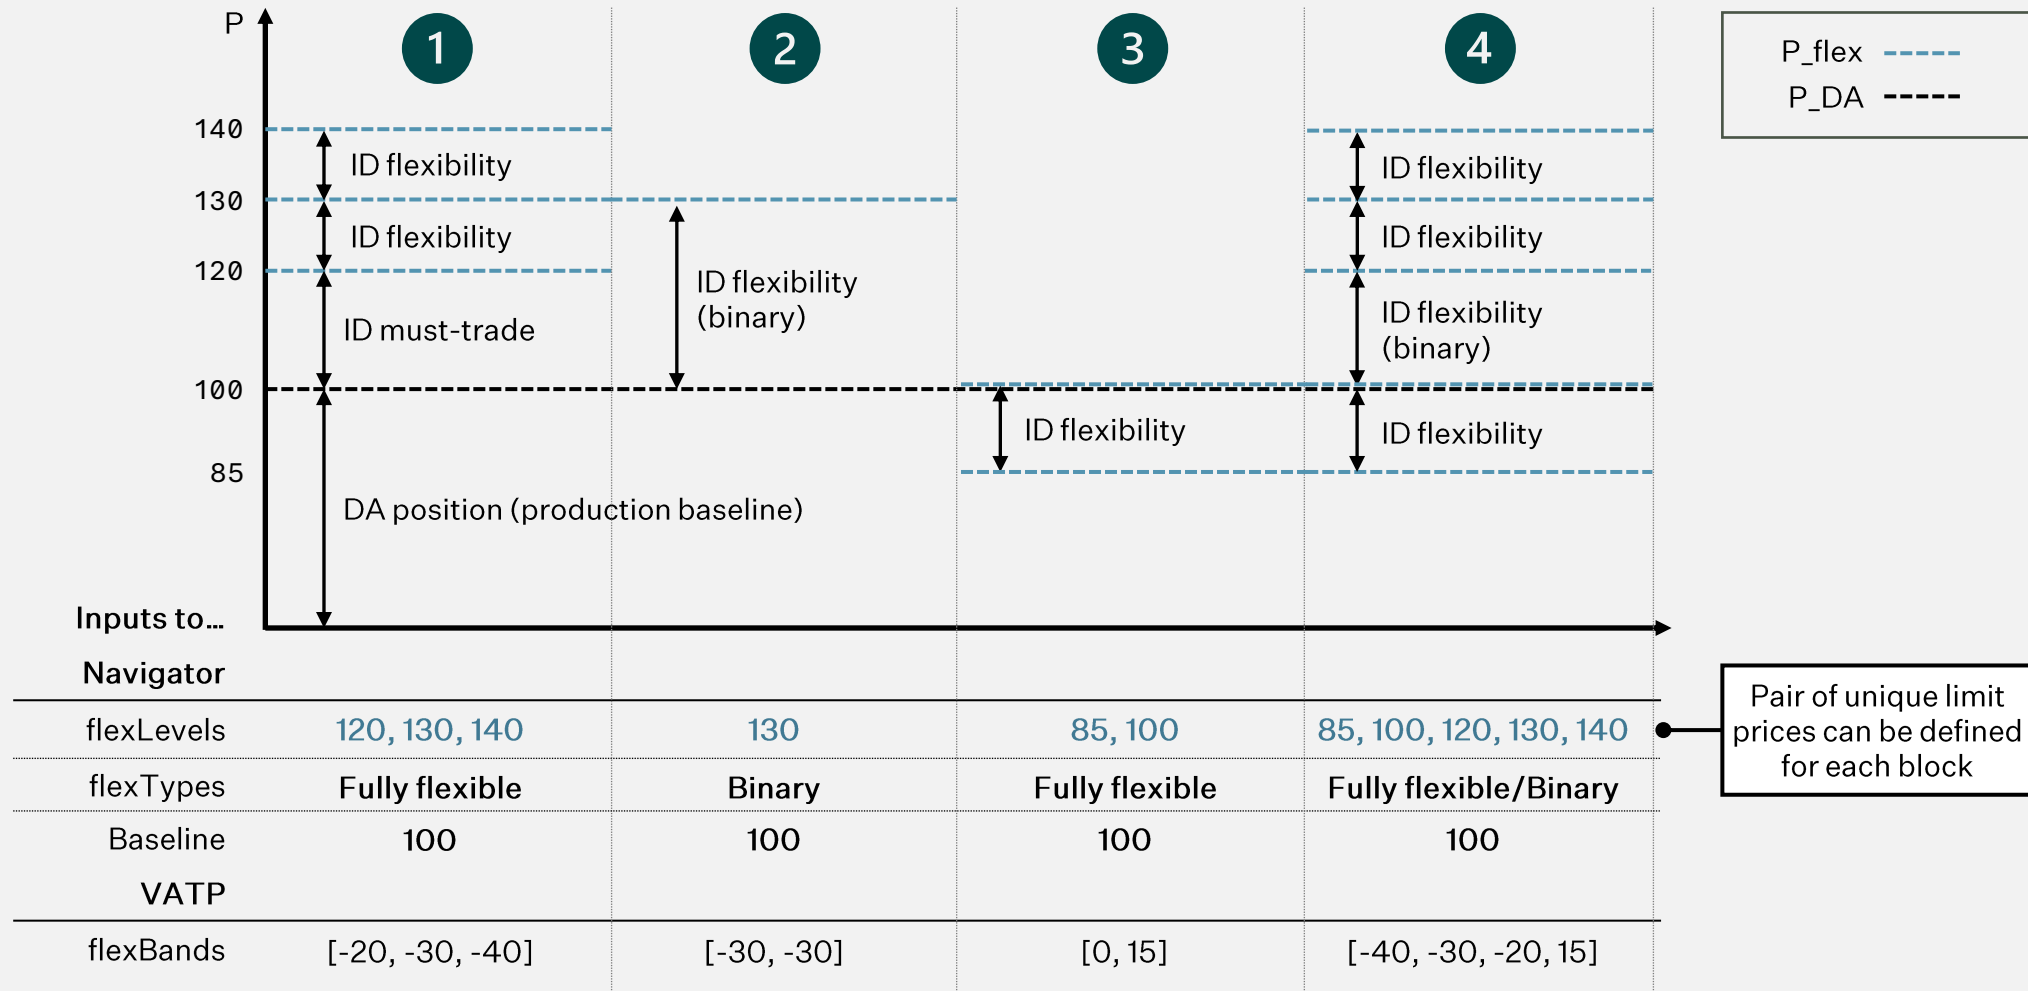 P
1
2
3
4
P_flex
P_DA
140
130
120
100
85
ID flexibility
ID flexibility
ID must-trade
DA position (production baseline)
ID flexibility
(binary)
ID flexibility
ID flexibility
ID flexibility
ID flexibility
(binary)
ID flexibility
Inputs to...
Navigator
flexLevels 120, 130, 140 130 85, 100 85, 100, 120, 130, 140
flexTypes Fully flexible Binary Fully flexible Fully flexible/Binary
Baseline 100 100 100 100
VATP
flexBands [-20, -30, -40] [-30, -30] [0, 15] [-40, -30, -20, 15]
Pair of unique limit
prices can be defined
for each block